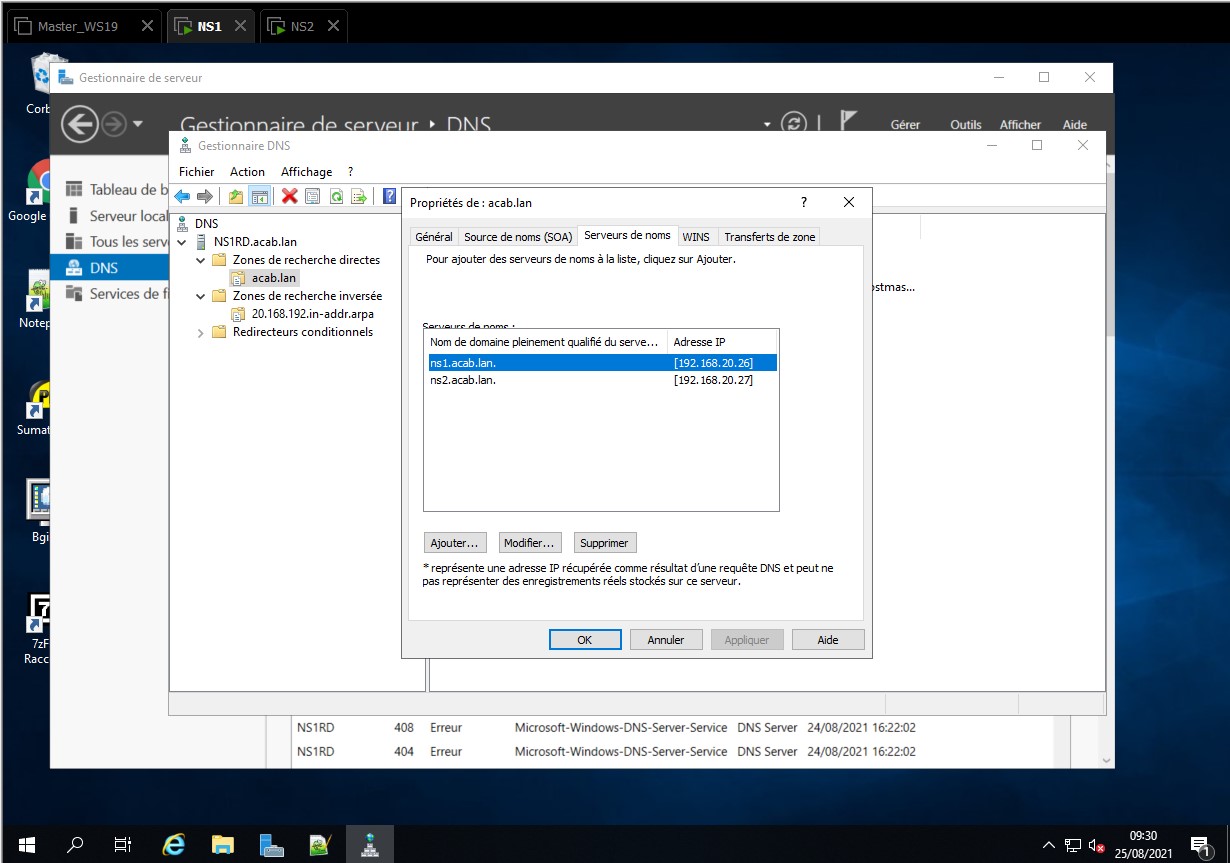 Master_WS19
NS1
NS2
Gestionnaire de serveur
Corb
Gestionnaire de serveur ‣ DNS
Gérer Outils Afficher Aide
Gestionnaire DNS
Fichier Action Affichage ?
Tableau de b
Serveur local
Tous les serv
DNS
Services de fi
Google
Notep
Sumat
Bgi
7zF
Racc
DNS
NS1RD.acab.lan
Zones de recherche directes
acab.lan
Zones de recherche inversée
20.168.192.in-addr.arpa
Redirecteurs conditionnels
Propriétés de : acab.lan
?
Général Source de noms (SOA) Serveurs de noms WINS Transferts de zone
Pour ajouter des serveurs de noms à la liste, cliquez sur Ajouter.
ostmas...
Serveurs de noms :
Nom de domaine pleinement qualifié du serve... Adresse IP
ns1.acab.lan. [192.168.20.26]
ns2.acab.lan. [192.168.20.27]
Ajouter... Modifier... Supprimer
* représente une adresse IP récupérée comme résultat d'une requête DNS et peut ne
pas représenter des enregistrements réels stockés sur ce serveur.
OK Annuler Appliquer Aide
NS1RD 408 Erreur Microsoft-Windows-DNS-Server-Service DNS Server 24/08/2021 16:22:02
NS1RD 404 Erreur Microsoft-Windows-DNS-Server-Service DNS Server 24/08/2021 16:22:02
09:30
25/08/2021
1